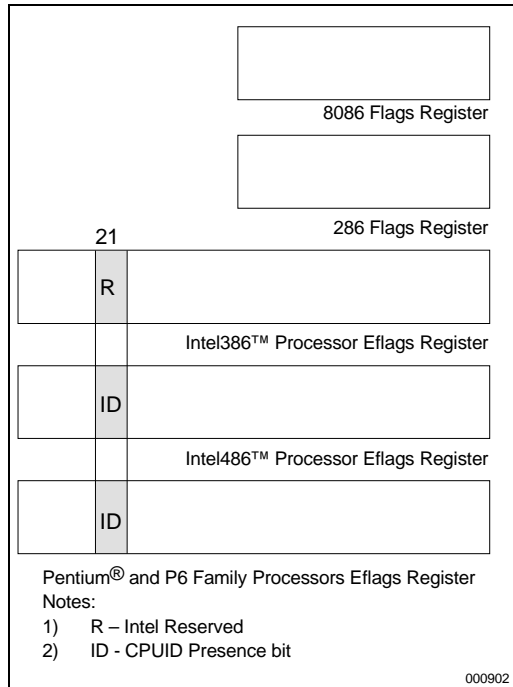 8086 Flags Register
286 Flags Register
21
R
Intel386™ Processor Eflags Register
ID
Intel486™ Processor Eflags Register
ID
Pentium® and P6 Family Processors Eflags Register
Notes:
1) R – Intel Reserved
2) ID - CPUID Presence bit
000902